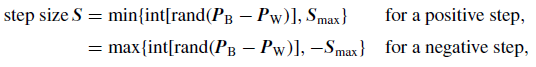 step size S = min{int[rand(P_B − P_W)], S_max} for a positive step,
= max{int[rand(P_B − P_W)], −S_max} for a negative step,